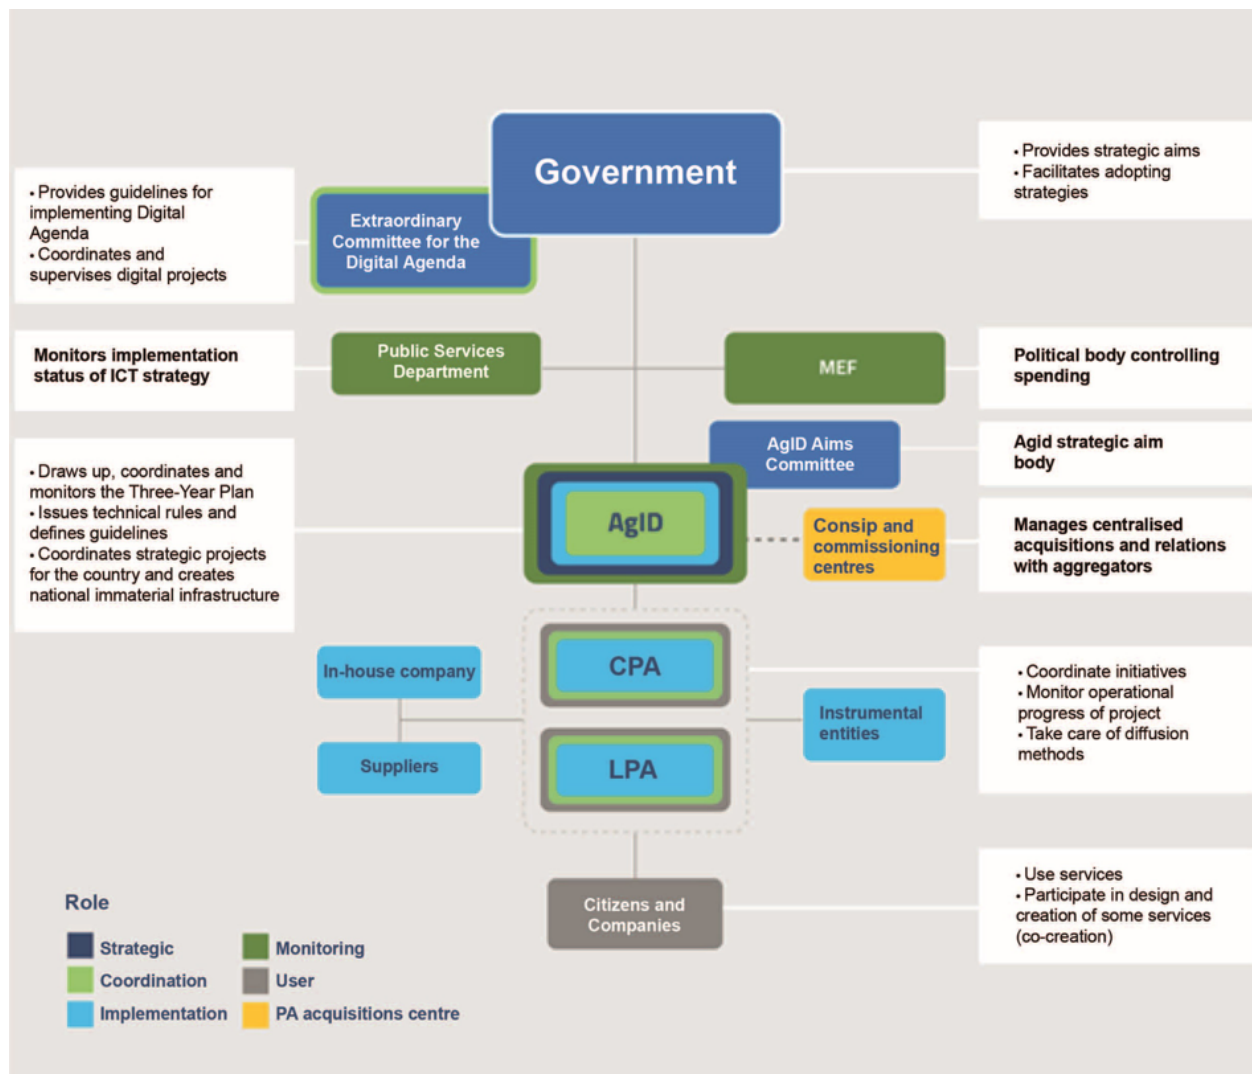 Government
• Provides strategic aims
• Facilitates adopting
strategies
• Provides guidelines for
implementing Digital
Agenda
• Coordinates and
supervises digital projects
Extraordinary
Committee for the
Digital Agenda
Monitors implementation
status of ICT strategy
Public Services
Department
MEF
Political body controlling
spending
AgID Aims
Committee
Agid strategic aim
body
• Draws up, coordinates and
monitors the Three-Year Plan
• Issues technical rules and
defines guidelines
• Coordinates strategic projects
for the country and creates
national immaterial infrastructure
AgID
Consip and
commissioning
centres
Manages centralised
acquisitions and relations
with aggregators
In-house company
Suppliers
CPA
LPA
Instrumental
entities
• Coordinate initiatives
• Monitor operational
progress of project
• Take care of diffusion
methods
Citizens and
Companies
• Use services
• Participate in design and
creation of some services
(co-creation)
Role
Strategic
Monitoring
Coordination
User
Implementation
PA acquisitions centre